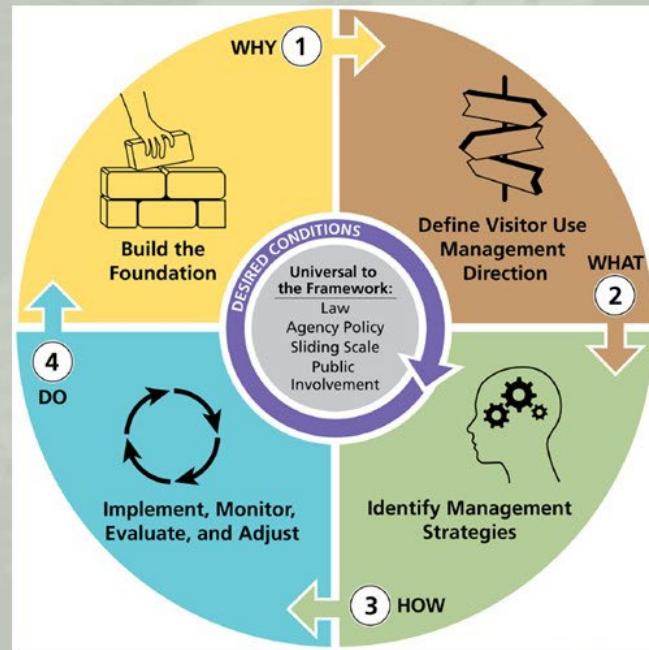 WHY 1
Build the
Foundation
Define Visitor Use
Management
Direction
WHAT
2
DESIRED CONDITIONS
Universal to
the Framework:
Law
Agency Policy
Sliding Scale
Public
Involvement
4
DO
Implement, Monitor,
Evaluate, and Adjust
Identify Management
Strategies
3 HOW